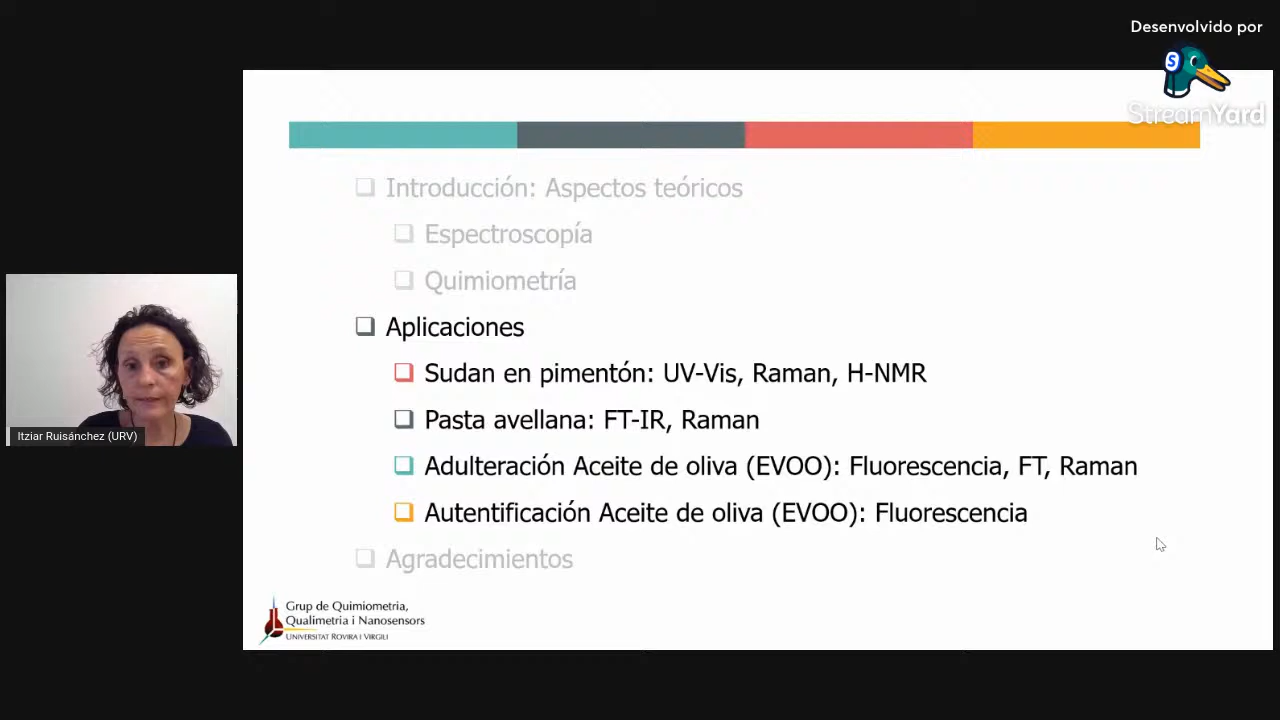 Desenvolvido por
S
StreamYard
Introducción: Aspectos teóricos
Espectroscopía
Quimiometría
Aplicaciones
Sudan en pimentón: UV-Vis, Raman, H-NMR
Pasta avellana: FT-IR, Raman
Adulteración Aceite de oliva (EVOO): Fluorescencia, FT, Raman
Autentificación Aceite de oliva (EVOO): Fluorescencia
Agradecimientos
Itziar Ruisánchez (URV)
Grup de Quimiometria,
Qualimetria i Nanosensors
UNIVERSITAT ROVIRA I VIRGILI